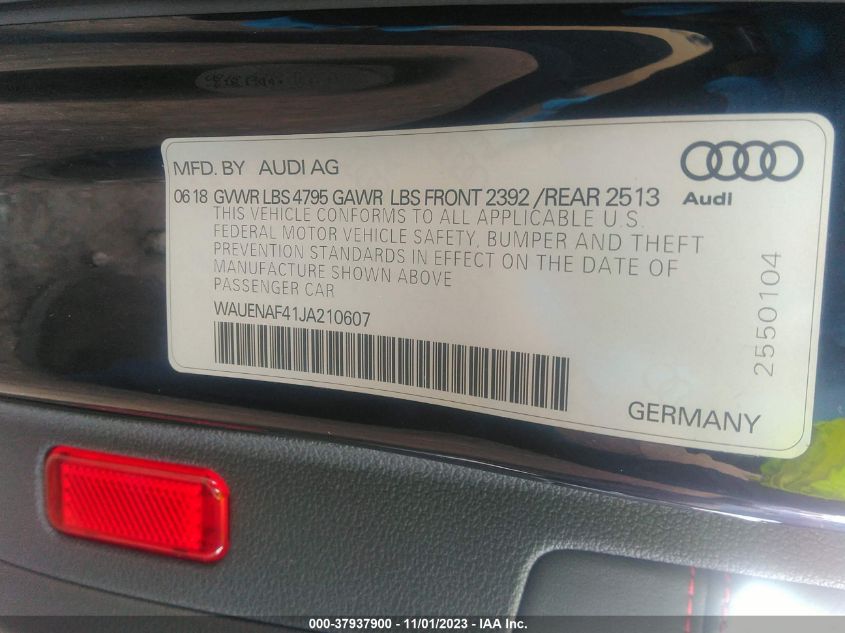 MFD. BY AUDI AG
06 18 GVWR LBS 4795 GAWR LBS FRONT 2392 /REAR 2513
THIS VEHICLE CONFORMS TO ALL APPLICABLE U.S.
FEDERAL MOTOR VEHICLE SAFETY, BUMPER AND THEFT
PREVENTION STANDARDS IN EFFECT ON THE DATE OF
MANUFACTURE SHOWN ABOVE
PASSENGER CAR
WAUENAF41JA210607
Audi
2550104
GERMANY
000-37937900 - 11/01/2023 - IAA Inc.